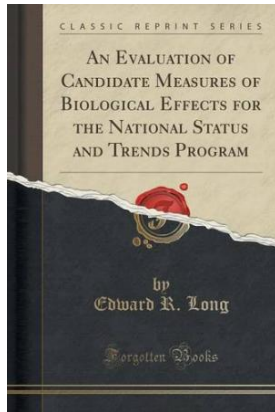 CLASSIC REPRINT SERIES
AN EVALUATION OF
CANDIDATE MEASURES OF
BIOLOGICAL EFFECTS FOR
THE NATIONAL STATUS
AND TRENDS PROGRAM
by
Edward R. Long
Forgotten Books